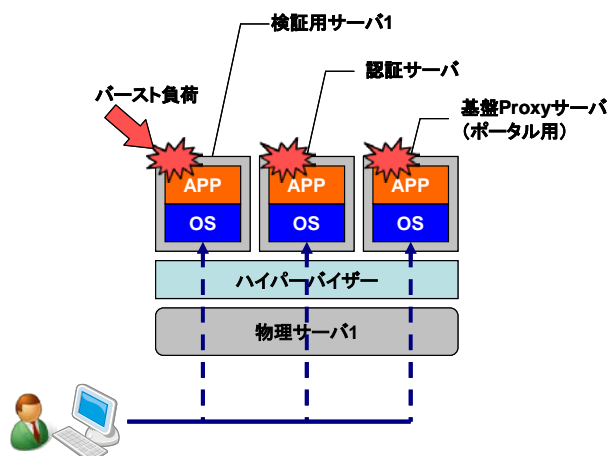 検証用サーバ1
認証サーバ
バースト負荷
基盤Proxyサーバ
（ポータル用）
APP
APP
APP
OS
OS
OS
ハイパーバイザー
物理サーバ1